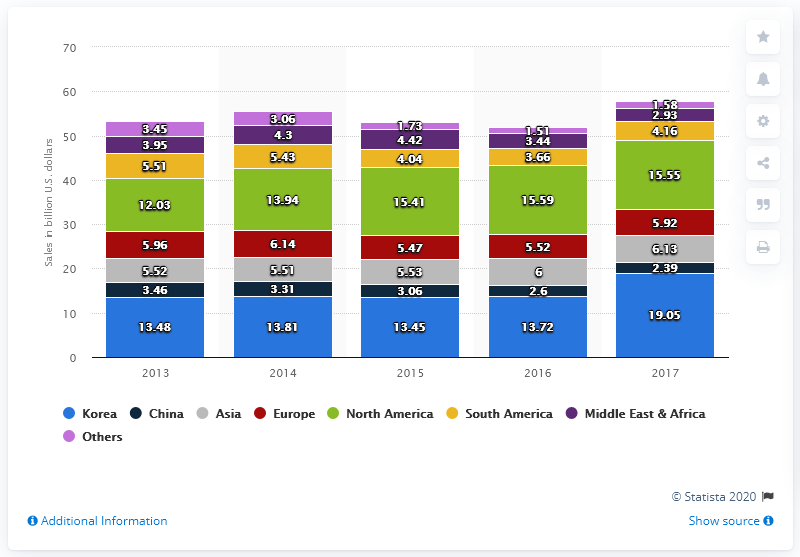 70
60
50
40
30
20
10
0
Sales in billion U.S. dollars
3.45 3.06 1.73 1.51 1.58
3.95 4.3 4.42 3.44 2.93
5.51 5.43 4.04 3.66 4.16
12.03 13.94 15.41 15.59 15.55
5.96 6.14 5.47 5.52 5.92
5.52 5.51 5.53 6 6.13
3.46 3.31 3.06 2.6 2.39
13.48 13.81 13.45 13.72 19.05
2013 2014 2015 2016 2017
Korea China Asia Europe North America South America Middle East & Africa
Others
© Statista 2020
Additional Information Show source